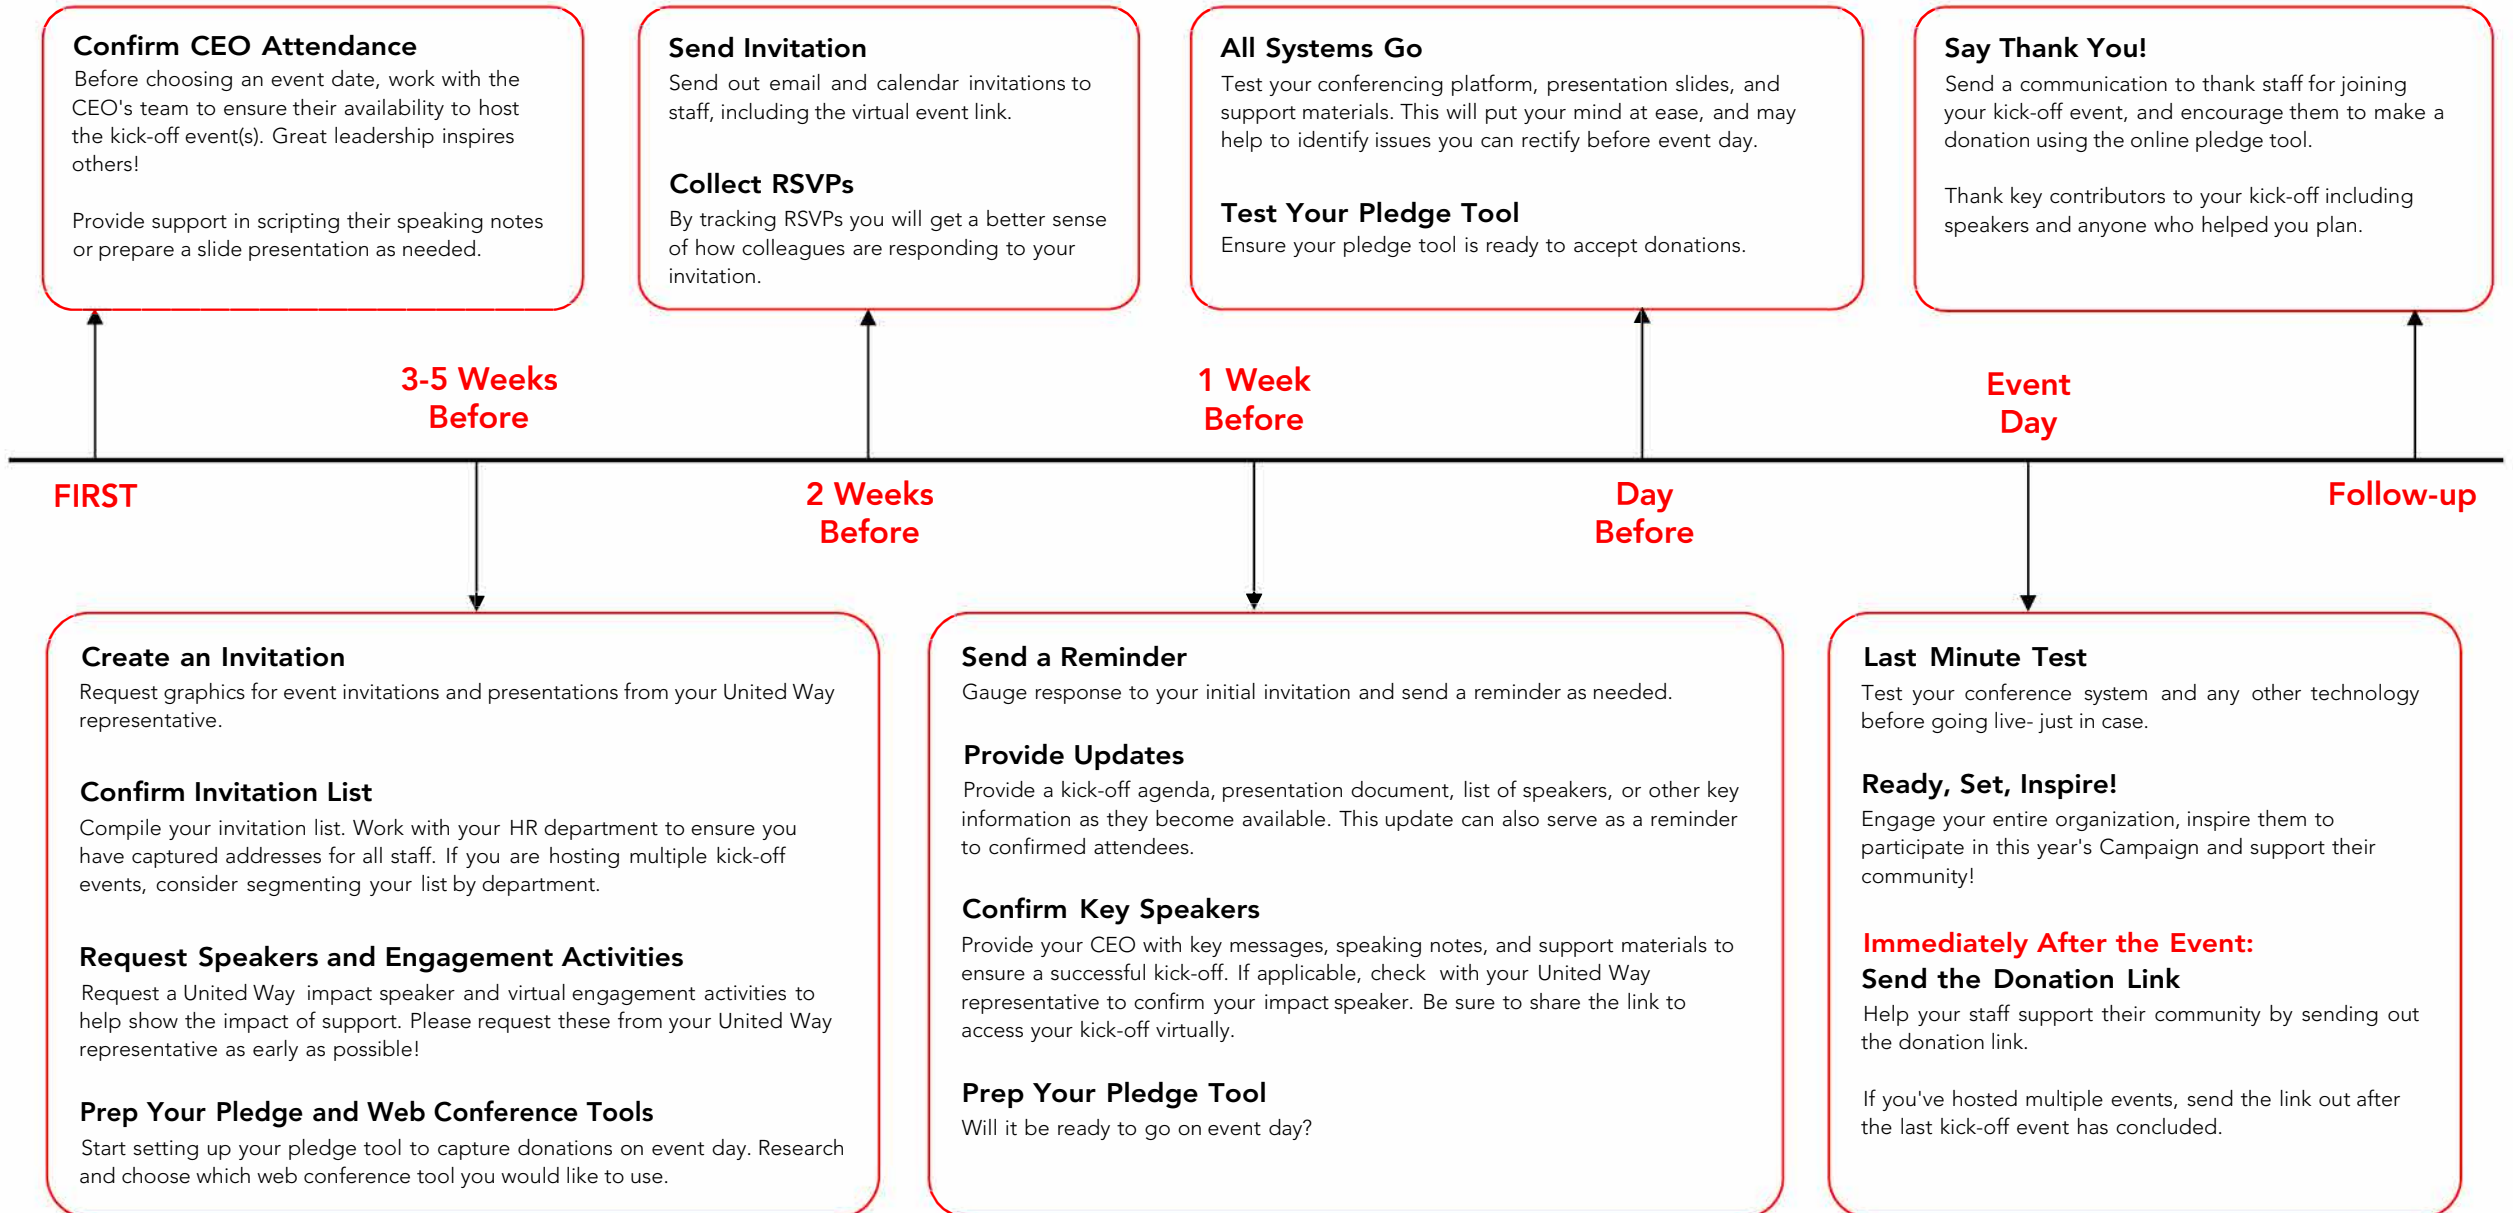 Confirm CEO Attendance
Before choosing an event date, work with the
CEO's team to ensure their availability to host
the kick-off event(s). Great leadership inspires
others!
Provide support in scripting their speaking notes
or prepare a slide presentation as needed.
Send Invitation
Send out email and calendar invitations to
staff, including the virtual event link.
Collect RSVPs
By tracking RSVPs you will get a better sense
of how colleagues are responding to your
invitation.
All Systems Go
Test your conferencing platform, presentation slides, and
support materials. This will put your mind at ease, and may
help to identify issues you can rectify before event day.
Test Your Pledge Tool
Ensure your pledge tool is ready to accept donations.
Say Thank You!
Send a communication to thank staff for joining
your kick-off event, and encourage them to make a
donation using the online pledge tool.
Thank key contributors to your kick-off including
speakers and anyone who helped you plan.
3-5 Weeks
Before
1 Week
Before
Event
Day
FIRST
2 Weeks
Before
Day
Before
Follow-up
Create an Invitation
Request graphics for event invitations and presentations from your United Way
representative.
Confirm Invitation List
Compile your invitation list. Work with your HR department to ensure you
have captured addresses for all staff. If you are hosting multiple kick-off
events, consider segmenting your list by department.
Request Speakers and Engagement Activities
Request a United Way impact speaker and virtual engagement activities to
help show the impact of support. Please request these from your United Way
representative as early as possible!
Prep Your Pledge and Web Conference Tools
Start setting up your pledge tool to capture donations on event day. Research
and choose which web conference tool you would like to use.
Send a Reminder
Gauge response to your initial invitation and send a reminder as needed.
Provide Updates
Provide a kick-off agenda, presentation document, list of speakers, or other key
information as they become available. This update can also serve as a reminder
to confirmed attendees.
Confirm Key Speakers
Provide your CEO with key messages, speaking notes, and support materials to
ensure a successful kick-off. If applicable, check with your United Way
representative to confirm your impact speaker. Be sure to share the link to
access your kick-off virtually.
Prep Your Pledge Tool
Will it be ready to go on event day?
Last Minute Test
Test your conference system and any other technology
before going live- just in case.
Ready, Set, Inspire!
Engage your entire organization, inspire them to
participate in this year's Campaign and support their
community!
Immediately After the Event:
Send the Donation Link
Help your staff support their community by sending out
the donation link.
If you've hosted multiple events, send the link out after
the last kick-off event has concluded.